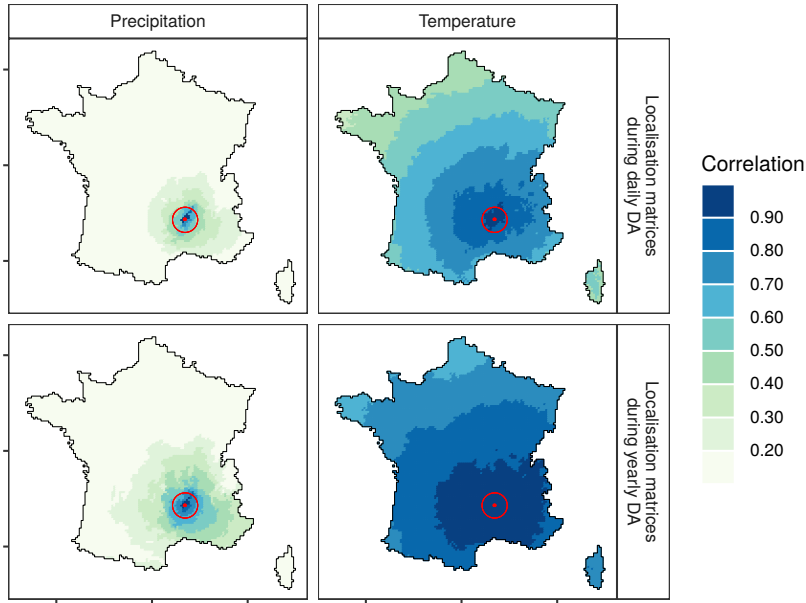 Precipitation
Temperature
Localisation matrices
during daily DA
Localisation matrices
during yearly DA
Correlation
0.90
0.80
0.70
0.60
0.50
0.40
0.30
0.20